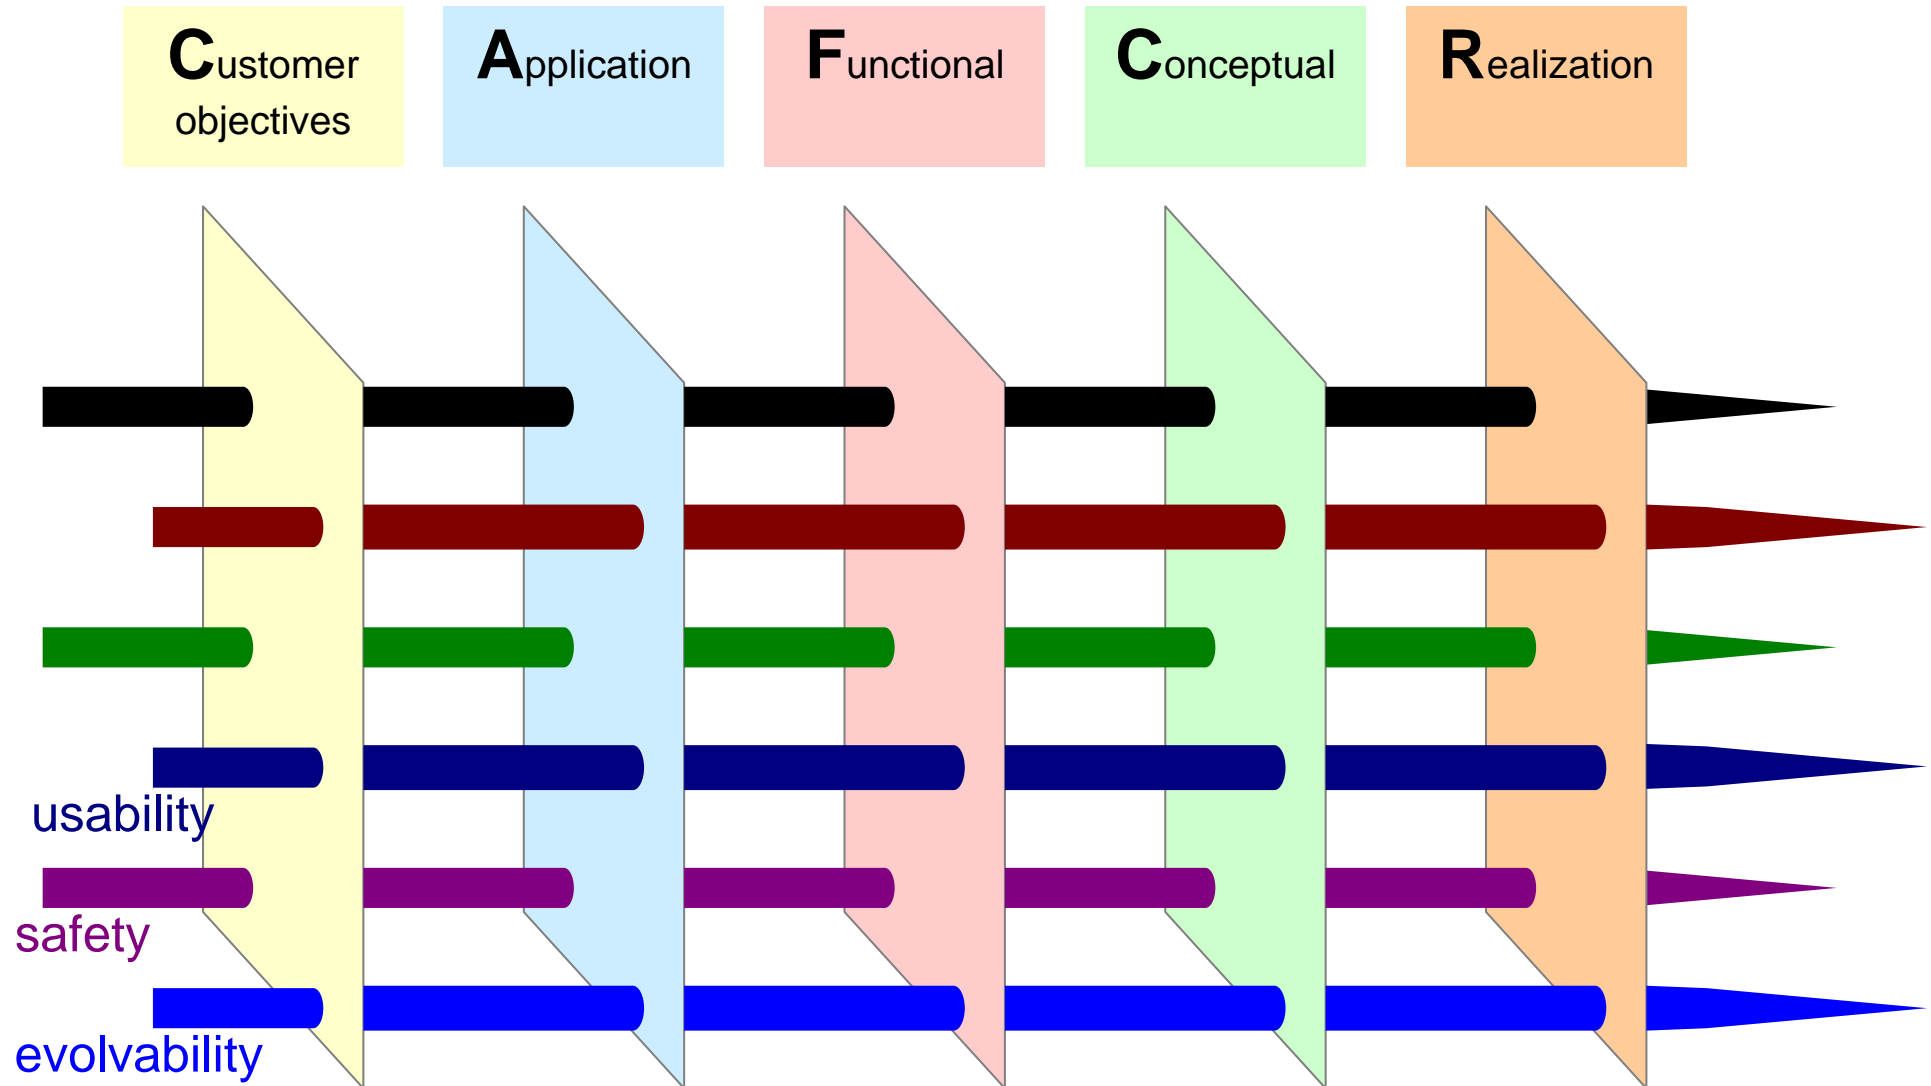 Customer
objectives
Application
Functional
Conceptual
Realization
usability
safety
evolvability